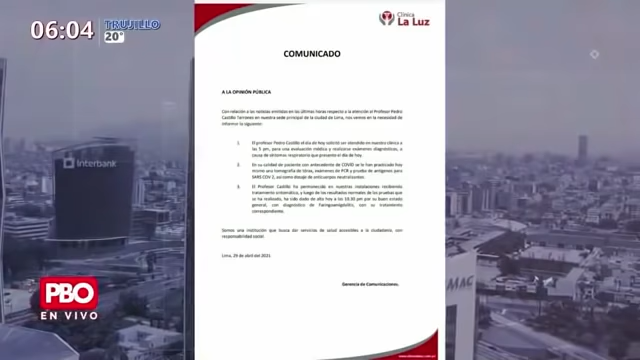 06:04
TRUJILLO
20°
Clínica
La Luz
COMUNICADO
A LA OPINIÓN PÚBLICA
Con relación a las noticias emitidas en las últimas horas respecto a la atención al Profesor Pedro
Castillo Terrones en nuestra sede principal de la ciudad de Lima, nos vemos en la necesidad de
informar lo siguiente:
1. El profesor Pedro Castillo el día de hoy solicitó ser atendido en nuestra clínica a
las 5 pm, para una evaluación médica y realizarse exámenes diagnósticos, a
causa de síntomas respiratorio que presento el día de hoy.
2. En su calidad de paciente con antecedente de COVID se le han practicado hoy
mismo una tomografía de tórax, exámenes de PCR y prueba de antígenos para
SARS COV 2, así como dosaje de anticuerpos neutralizantes
3. El Profesor Castillo ha permanecido en nuestras instalaciones recibiendo
tratamiento sintomático, y luego de los resultados normales de las pruebas que
se ha realizado, ha sido dado de alta hoy a las 19.30 pm por su buen estado
general, con diagnóstico de Faringoamigdalitis, con su tratamiento
correspondiente.
Somos una institución que busca dar servicios de salud accesibles a la ciudadanía, con
responsabilidad social.
Lima, 29 de abril del 2021
Gerencia de Comunicaciones.
Interbank
MAC
PBO
EN VIVO